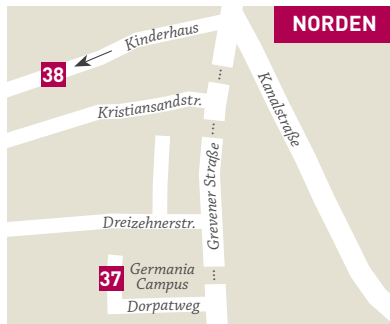 NORDEN
Kinderhaus
38
Kristiansandstr.
Kanalstraße
Grevener Straße
Dreizehnerstr.
37
Germania
Campus
Dorpatweg